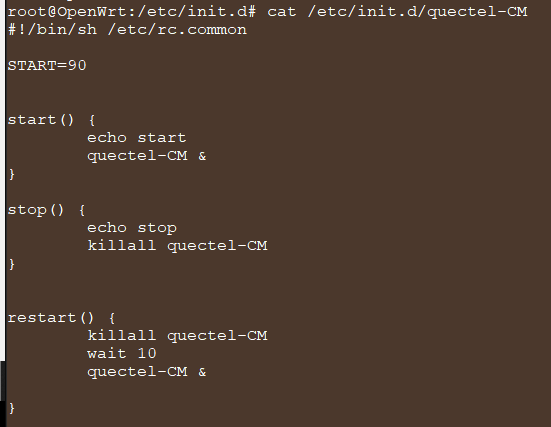 root@OpenWrt:/etc/init.d# cat /etc/init.d/quectel-CM
#!/bin/sh /etc/rc.common
START=90
start() {
        echo start
        quectel-CM &
}
stop() {
        echo stop
        killall quectel-CM
}
restart() {
        killall quectel-CM
        wait 10
        quectel-CM &
}